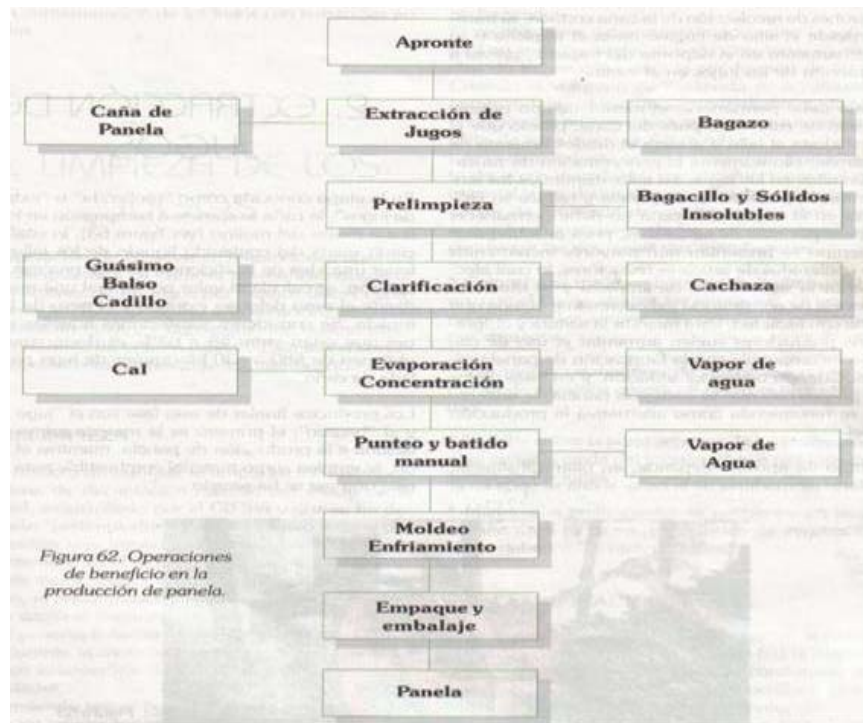 Apronte
Caña de
Panela
Extracción de
Jugos
Bagazo
Prelimpieza
Bagacillo y Sólidos
Insolubles
Guásimo
Balso
Cadillo
Clarificación
Cachaza
Cal
Evaporación
Concentración
Vapor de
agua
Punteo y batido
manual
Vapor de
Agua
Moldeo
Enfriamiento
Figura 62. Operaciones
de beneficio en la
producción de panela.
Empaque y
embalaje
Panela